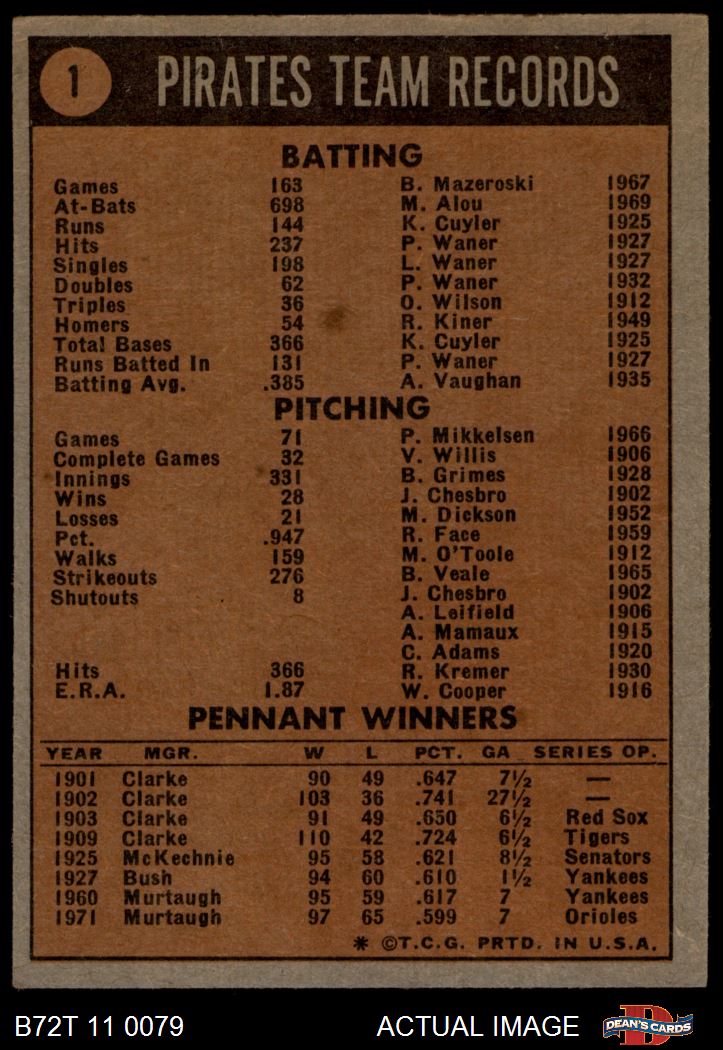 1 PIRATES TEAM RECORDS
BATTING
Games 163 B. Mazeroski 1967
At-Bats 698 M. Alou 1969
Runs 144 K. Cuyler 1925
Hits 237 P. Waner 1927
Singles 198 L. Waner 1927
Doubles 62 P. Waner 1932
Triples 36 O. Wilson 1912
Homers 54 R. Kiner 1949
Total Bases 366 K. Cuyler 1925
Runs Batted In 131 P. Waner 1927
Batting Avg. .385 A. Vaughan 1935
PITCHING
Games 71 P. Mikkelsen 1966
Complete Games 32 V. Willis 1906
Innings 331 B. Grimes 1928
Wins 28 J. Chesbro 1902
Losses 21 M. Dickson 1952
Pct. .947 R. Face 1959
Walks 159 M. O'Toole 1912
Strikeouts 276 B. Veale 1965
Shutouts 8 J. Chesbro 1902
A. Leifield 1906
A. Mamaux 1915
C. Adams 1920
Hits 366 R. Kremer 1930
E.R.A. 1.87 W. Cooper 1916
PENNANT WINNERS
YEAR MGR. W L PCT. GA SERIES OP.
1901 Clarke 90 49 .647 7½ —
1902 Clarke 103 36 .741 27½ —
1903 Clarke 91 49 .650 6½ Red Sox
1909 Clarke 110 42 .724 6½ Tigers
1925 McKechnie 95 58 .621 8½ Senators
1927 Bush 94 60 .610 1½ Yankees
1960 Murtaugh 95 59 .617 7 Yankees
1971 Murtaugh 97 65 .599 7 Orioles
* ©T.C.G. PRTD. IN U.S.A.
B72T 11 0079 ACTUAL IMAGE DEAN'S CARDS